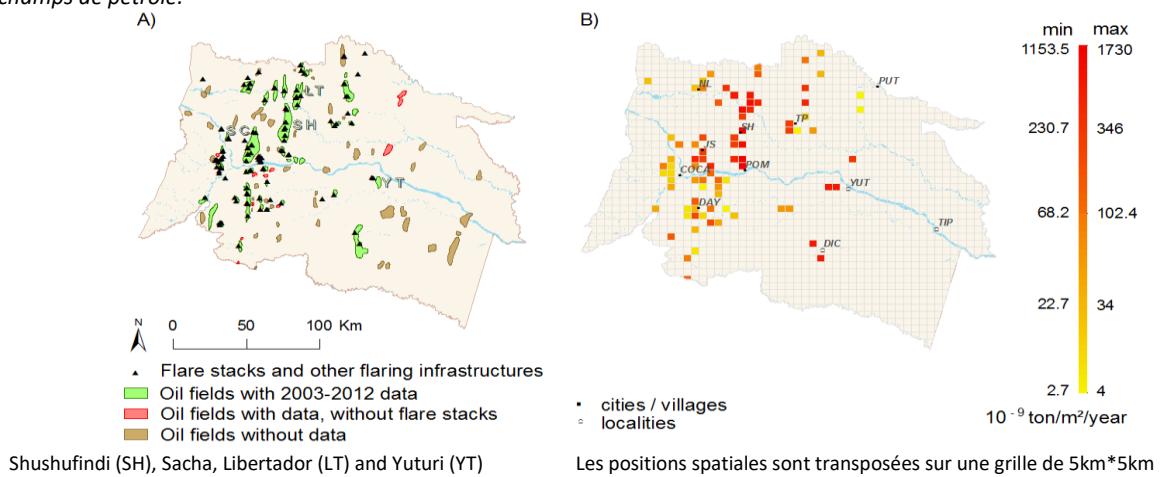 champs de pétrole.
A)
LT
SC
SH
YT
N
0 50 100 Km
Flare stacks and other flaring infrastructures
Oil fields with 2003-2012 data
Oil fields with data, without flare stacks
Oil fields without data
Shushufindi (SH), Sacha, Libertador (LT) and Yuturi (YT)
B)
NL
PUT
SH
TP
JS
COCA
POM
YUT
DAY
TIP
DIC
min max
1153.5 1730
230.7 346
68.2 102.4
22.7 34
2.7 4
10⁻⁹ ton/m²/year
cities / villages
localities
Les positions spatiales sont transposées sur une grille de 5km*5km